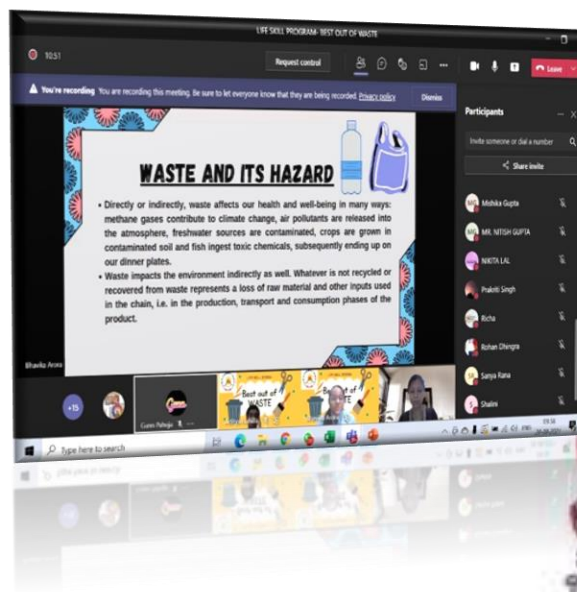 LIFE SKILL PROGRAM- BEST OUT OF WASTE
10:51
Request control
Leave
You're recording You are recording this meeting. Be sure to let everyone know that they are being recorded. Privacy policy
Dismiss
WASTE AND ITS HAZARD
• Directly or indirectly, waste affects our health and well-being in many ways:
methane gases contribute to climate change, air pollutants are released into
the atmosphere, freshwater sources are contaminated, crops are grown in
contaminated soil and fish ingest toxic chemicals, subsequently ending up on
our dinner plates.
• Waste impacts the environment indirectly as well. Whatever is not recycled or
recovered from waste represents a loss of raw material and other inputs used
in the chain, i.e. in the production, transport and consumption phases of the
product.
Bhavika Arora
Participants
Invite someone or dial a number
Share invite
Mishika Gupta
MR. NITISH GUPTA
NIKITA LAL
Prakriti Singh
Richa
Rohan Dhingra
Sanya Rana
Shalini
+15
Best out of
WASTE
Best out of
WASTE
Type here to search
ENG